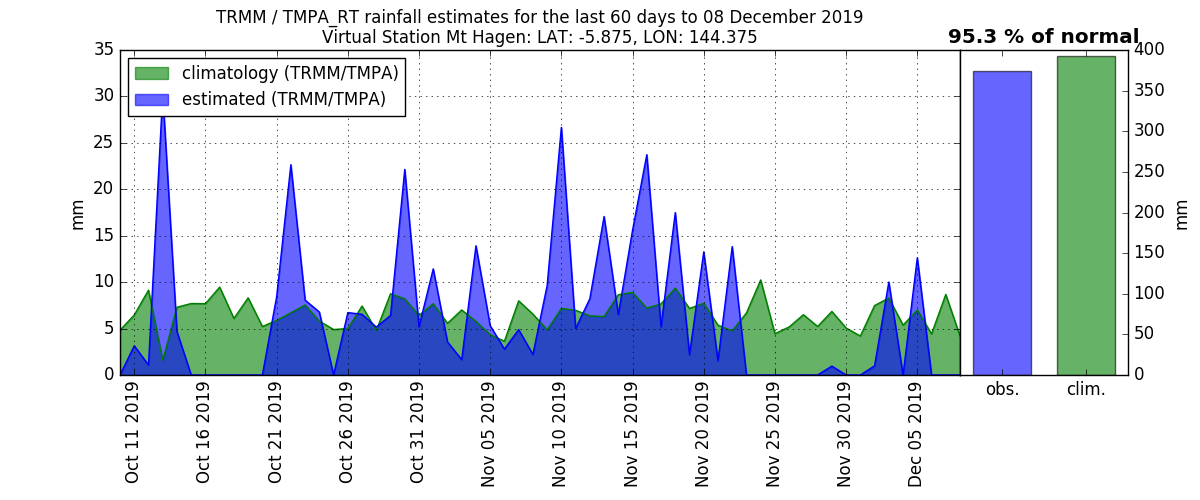 TRMM / TMPA_RT rainfall estimates for the last 60 days to 08 December 2019
Virtual Station Mt Hagen: LAT: -5.875, LON: 144.375
95.3 % of normal
climatology (TRMM/TMPA)
estimated (TRMM/TMPA)
35
30
25
20
15
10
5
0
mm
Oct 11 2019
Oct 16 2019
Oct 21 2019
Oct 26 2019
Oct 31 2019
Nov 05 2019
Nov 10 2019
Nov 15 2019
Nov 20 2019
Nov 25 2019
Nov 30 2019
Dec 05 2019
obs.
clim.
400
350
300
250
200
150
100
50
0
mm